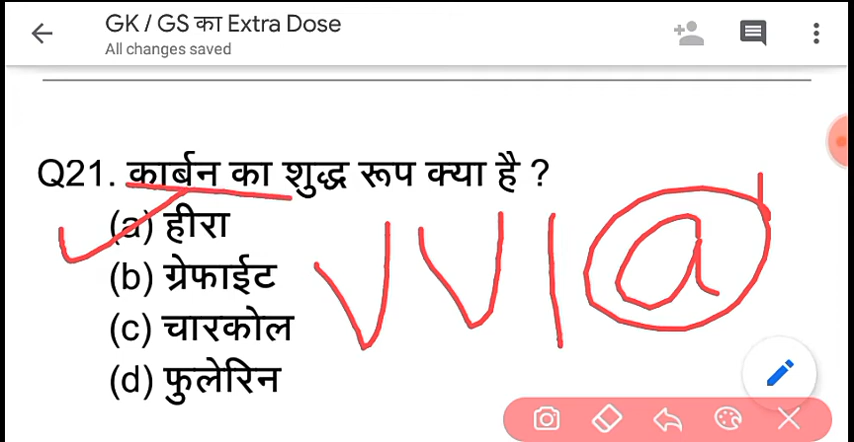 GK / GS का Extra Dose
All changes saved
Q21. कार्बन का शुद्ध रूप क्या है ?
(a) हीरा
(b) ग्रेफाईट
(c) चारकोल
(d) फुलेरिन
VVI a